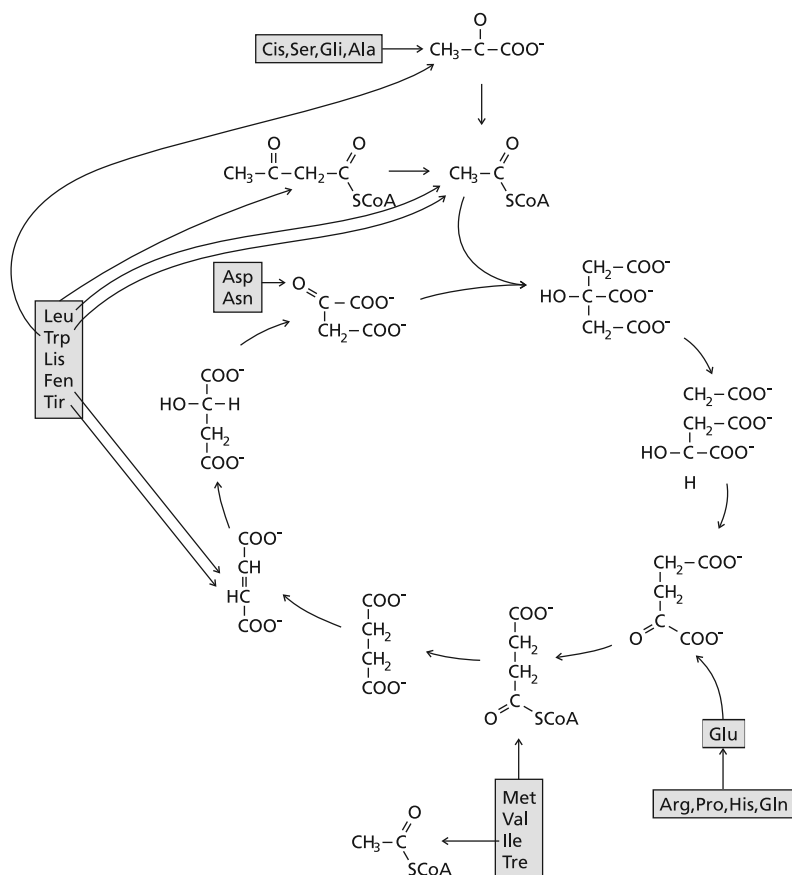 O
Cis,Ser,Gli,Ala
CH3–C–COO-
O
O
O
CH3–C–CH2–C
CH3–C
SCoA
SCoA
Asp
Asn
O
C–COO-
CH2–COO-
CH2–COO-
HO–C–COO-
CH2–COO-
Leu
Trp
Lis
Fen
Tir
COO-
HO–C–H
CH2
COO-
CH2–COO-
CH2–COO-
HO–C–COO-
H
COO-
CH
HC
COO-
COO-
CH2
CH2
COO-
COO-
CH2
CH2
C
O
SCoA
CH2–COO-
CH2
C
O
COO-
Glu
Arg,Pro,His,Gln
Met
Val
Ile
Tre
O
CH3–C
SCoA